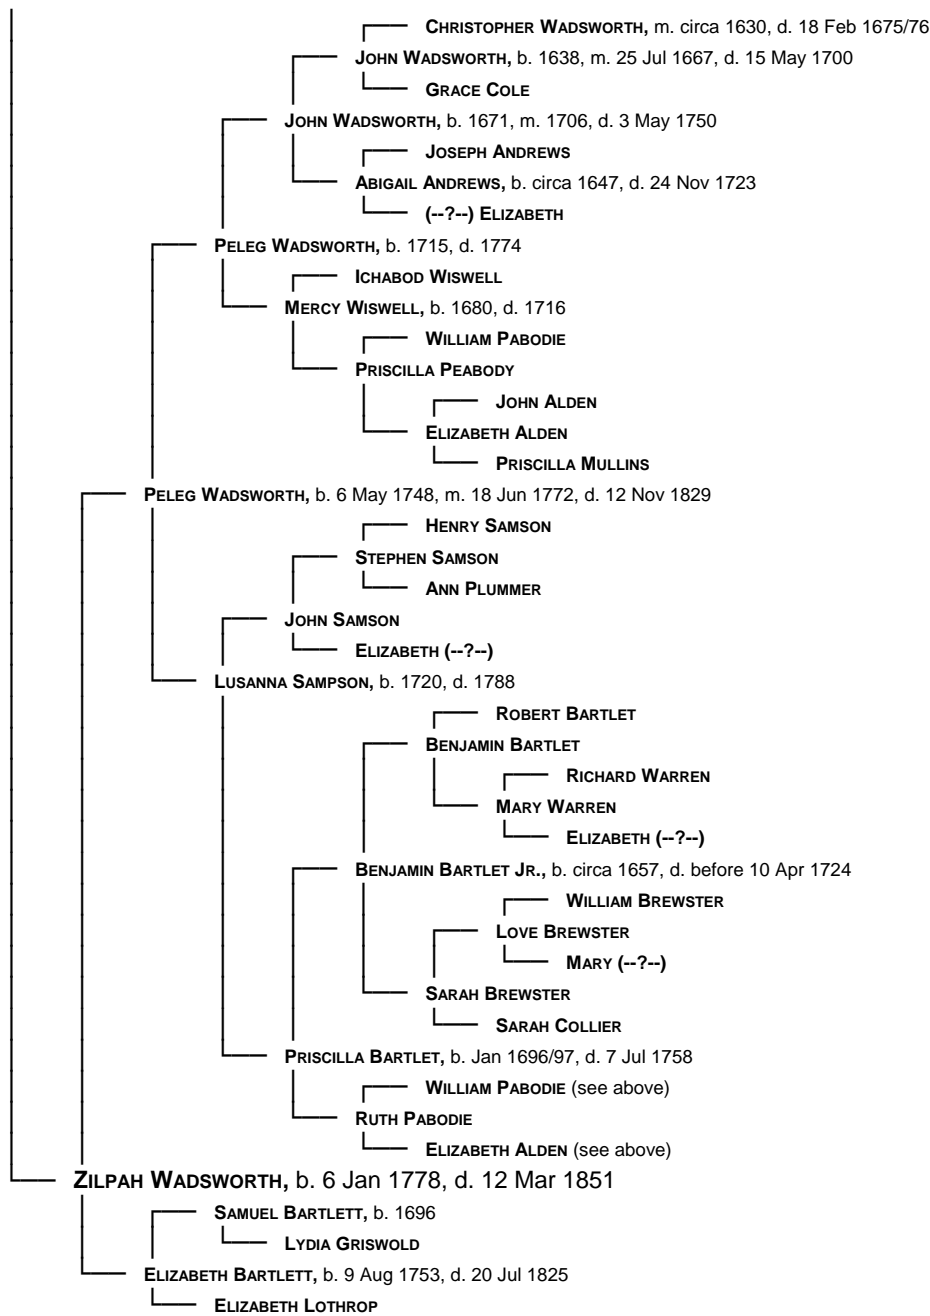 CHRISTOPHER WADSWORTH, m. circa 1630, d. 18 Feb 1675/76
JOHN WADSWORTH, b. 1638, m. 25 Jul 1667, d. 15 May 1700
GRACE COLE
JOHN WADSWORTH, b. 1671, m. 1706, d. 3 May 1750
JOSEPH ANDREWS
ABIGAIL ANDREWS, b. circa 1647, d. 24 Nov 1723
(--?--) ELIZABETH
PELEG WADSWORTH, b. 1715, d. 1774
ICHABOD WISWELL
MERCY WISWELL, b. 1680, d. 1716
WILLIAM PABODIE
PRISCILLA PEABODY
JOHN ALDEN
ELIZABETH ALDEN
PRISCILLA MULLINS
PELEG WADSWORTH, b. 6 May 1748, m. 18 Jun 1772, d. 12 Nov 1829
HENRY SAMSON
STEPHEN SAMSON
ANN PLUMMER
JOHN SAMSON
ELIZABETH (--?--)
LUSANNA SAMPSON, b. 1720, d. 1788
ROBERT BARTLET
BENJAMIN BARTLET
RICHARD WARREN
MARY WARREN
ELIZABETH (--?--)
BENJAMIN BARTLET JR., b. circa 1657, d. before 10 Apr 1724
WILLIAM BREWSTER
LOVE BREWSTER
MARY (--?--)
SARAH BREWSTER
SARAH COLLIER
PRISCILLA BARTLET, b. Jan 1696/97, d. 7 Jul 1758
WILLIAM PABODIE (see above)
RUTH PABODIE
ELIZABETH ALDEN (see above)
ZILPAH WADSWORTH, b. 6 Jan 1778, d. 12 Mar 1851
SAMUEL BARTLETT, b. 1696
LYDIA GRISWOLD
ELIZABETH BARTLETT, b. 9 Aug 1753, d. 20 Jul 1825
ELIZABETH LOTHROP